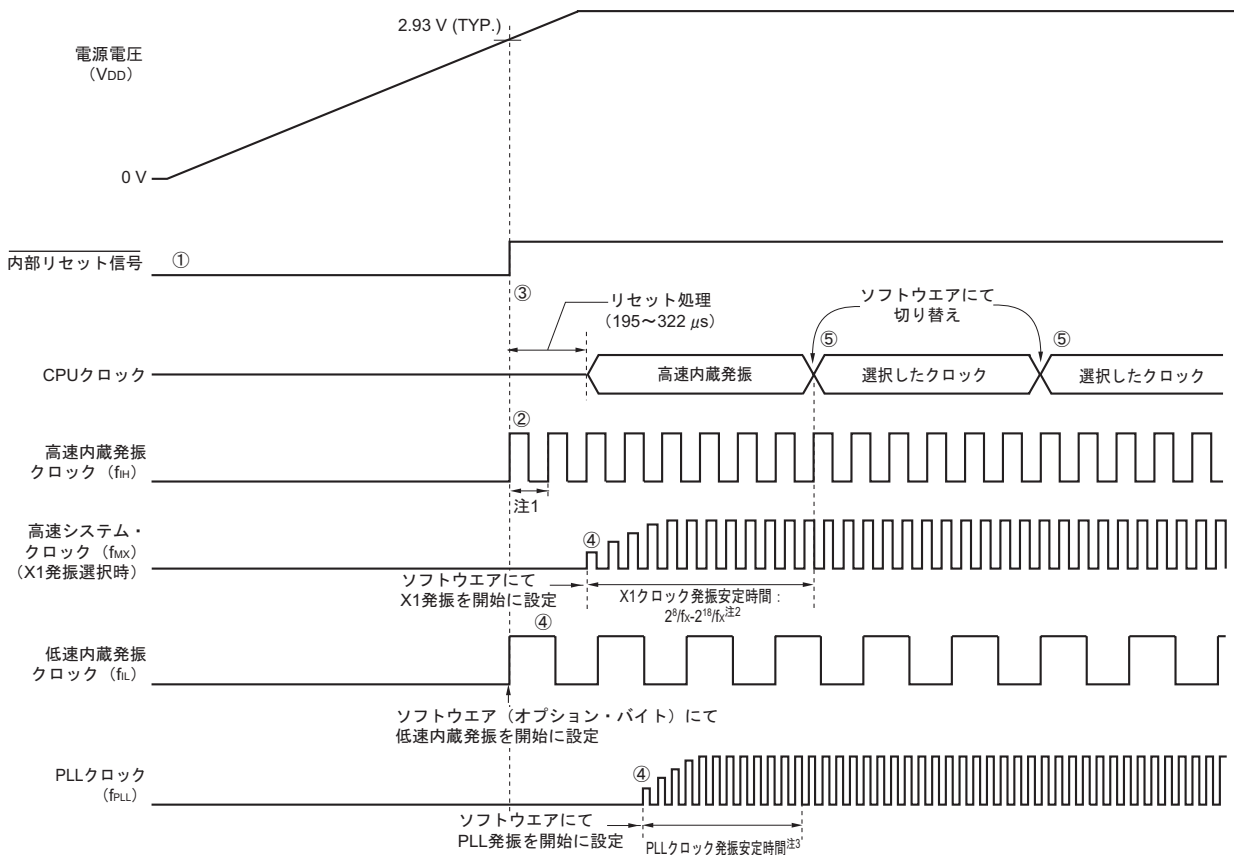 2.93 V (TYP.)
電源電圧
（VDD）
0 V
内部リセット信号
①
③
リセット処理
（195～322 μs）
ソフトウエアにて
切り替え
⑤
⑤
CPUクロック
高速内蔵発振
選択したクロック
選択したクロック
②
高速内蔵発振
クロック（fIH）
注1
高速システム・
クロック（fMX）
（X1発振選択時）
④
ソフトウエアにて
X1発振を開始に設定
X1クロック発振安定時間：
2⁸/fX-2¹⁸/fX注2
④
低速内蔵発振
クロック（fIL）
ソフトウエア（オプション・バイト）にて
低速内蔵発振を開始に設定
PLLクロック
（fPLL）
④
ソフトウエアにて
PLL発振を開始に設定
PLLクロック発振安定時間注3